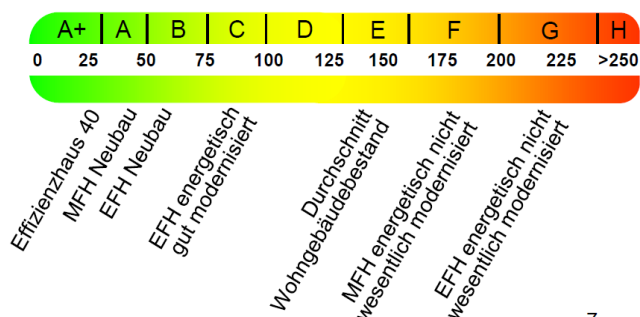 A+ A B C D E F G H
0 25 50 75 100 125 150 175 200 225 >250
Effizienzhaus 40
MFH Neubau
EFH Neubau
EFH energetisch
gut modernisiert
Durchschnitt
Wohngebäudebestand
MFH energetisch nicht
wesentlich modernisiert
EFH energetisch nicht
wesentlich modernisiert
7